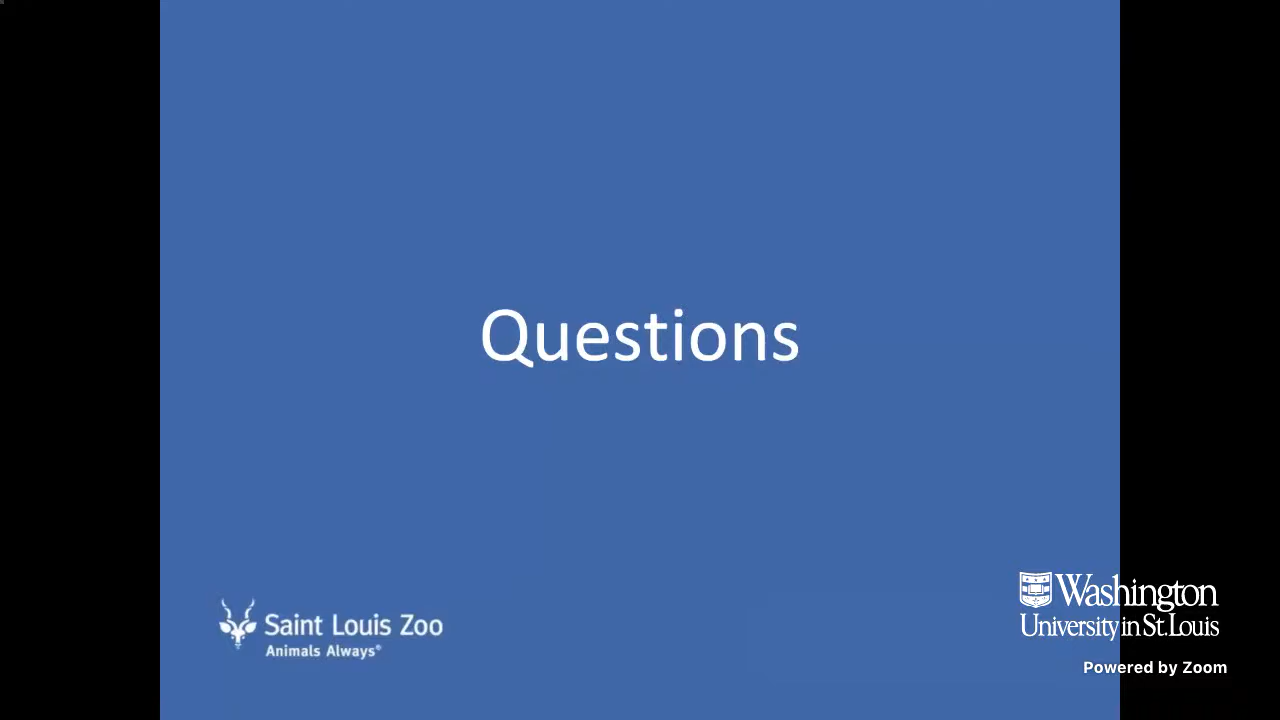 Questions
Saint Louis Zoo
Animals Always®
Washington
University in St. Louis
Powered by Zoom